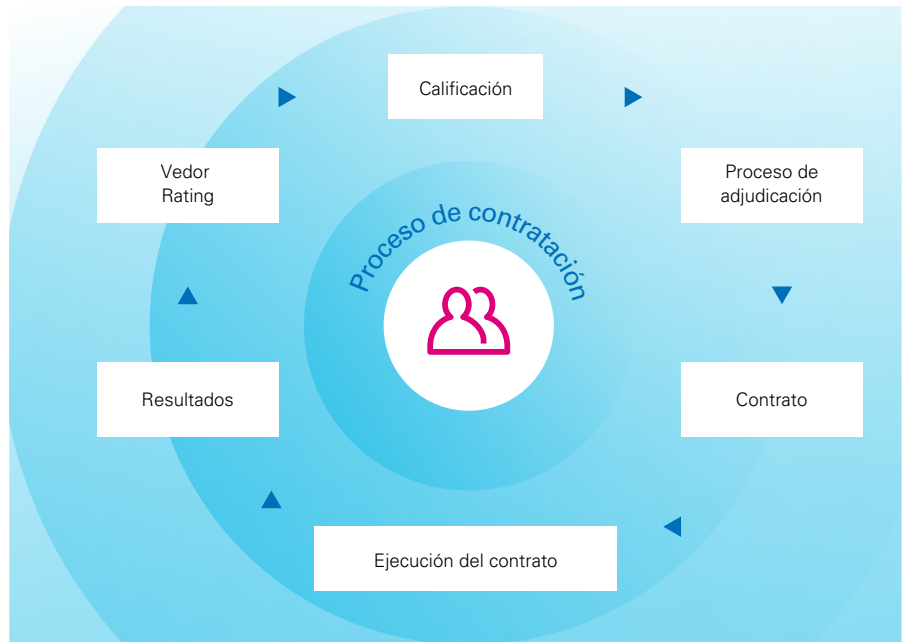 Calificación
Proceso de
adjudicación
Contrato
Ejecución del contrato
Resultados
Vedor
Rating
Proceso de contratación